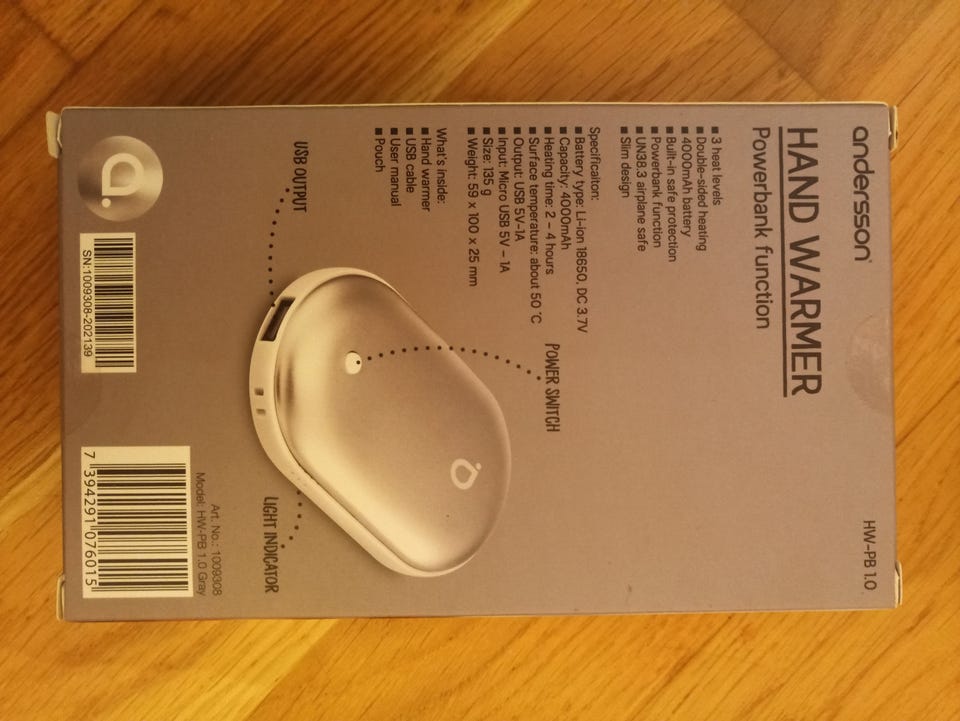 andersson
HW-PB 1.0
HAND WARMER
Powerbank function
■ 3 heat levels
■ Double-sided heating
■ 4000mAh battery
■ Built-in safe protection
■ Powerbank function
■ UN38.3 airplane safe
■ Slim design
Specificaiton:
■ Battery type: Li-ion 18650, DC 3.7V
■ Capachy: 4000mAh
■ Heating time: 2 – 4 hours
■ Surface temperature: about 50 °C
■ Output: USB 5V-1A
■ Input: Micro USB 5V – 1A
■ Size: 135 g
■ Weight: 59 x 100 x 25 mm
What's inside:
■ Hand warmer
■ USB cable
■ User manual
■ Pouch
POWER SWITCH
USB OUTPUT
LIGHT INDICATOR
a.
SN:1009308-202139
Art. No.: 1009308
Model: HW-PB 1.0 Gray
7 394291 076015